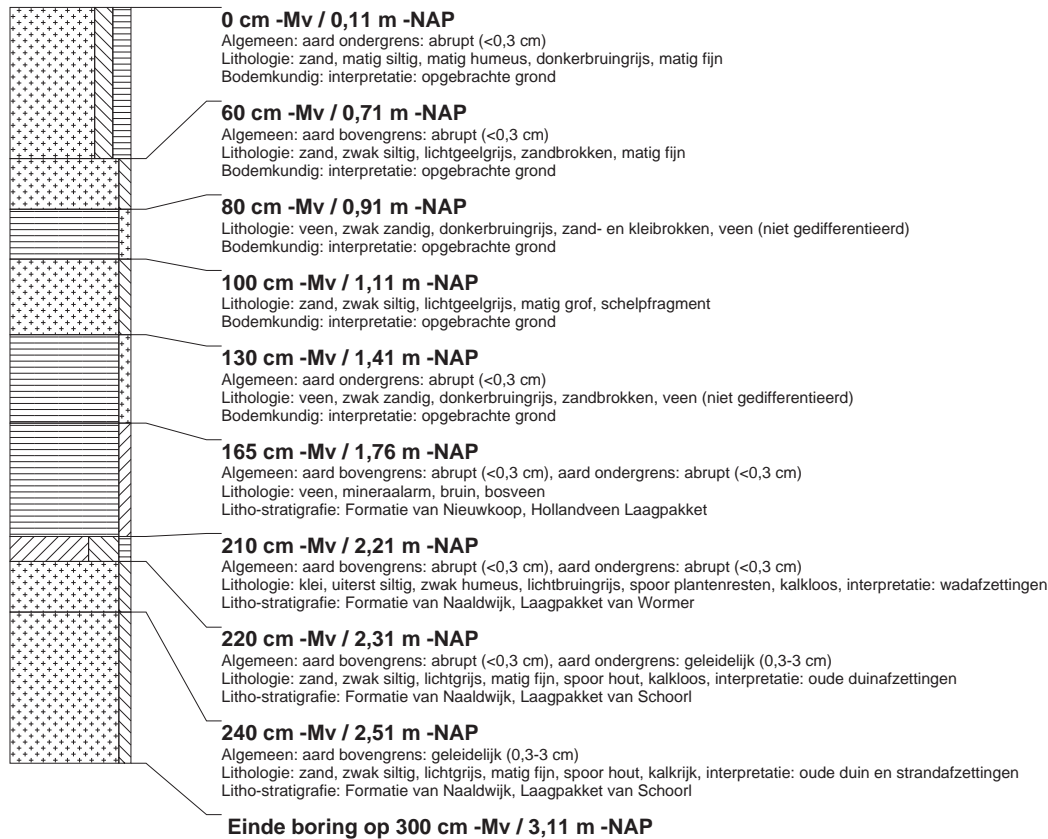 0 cm -Mv / 0,11 m -NAP
Algemeen: aard ondergrens: abrupt (<0,3 cm)
Lithologie: zand, matig siltig, matig humeus, donkerbruingrijs, matig fijn
Bodemkundig: interpretatie: opgebrachte grond
60 cm -Mv / 0,71 m -NAP
Algemeen: aard bovengrens: abrupt (<0,3 cm)
Lithologie: zand, zwak siltig, lichtgeelgrijs, zandbrokken, matig fijn
Bodemkundig: interpretatie: opgebrachte grond
80 cm -Mv / 0,91 m -NAP
Lithologie: veen, zwak zandig, donkerbruingrijs, zand- en kleibrokken, veen (niet gedifferentieerd)
Bodemkundig: interpretatie: opgebrachte grond
100 cm -Mv / 1,11 m -NAP
Lithologie: zand, zwak siltig, lichtgeelgrijs, matig grof, schelpfragment
Bodemkundig: interpretatie: opgebrachte grond
130 cm -Mv / 1,41 m -NAP
Algemeen: aard ondergrens: abrupt (<0,3 cm)
Lithologie: veen, zwak zandig, donkerbruingrijs, zandbrokken, veen (niet gedifferentieerd)
Bodemkundig: interpretatie: opgebrachte grond
165 cm -Mv / 1,76 m -NAP
Algemeen: aard bovengrens: abrupt (<0,3 cm), aard ondergrens: abrupt (<0,3 cm)
Lithologie: veen, mineraalarm, bruin, bosveen
Litho-stratigrafie: Formatie van Nieuwkoop, Hollandveen Laagpakket
210 cm -Mv / 2,21 m -NAP
Algemeen: aard bovengrens: abrupt (<0,3 cm), aard ondergrens: abrupt (<0,3 cm)
Lithologie: klei, uiterst siltig, zwak humeus, lichtbruingrijs, spoor plantenresten, kalkloos, interpretatie: wadafzettingen
Litho-stratigrafie: Formatie van Naaldwijk, Laagpakket van Wormer
220 cm -Mv / 2,31 m -NAP
Algemeen: aard bovengrens: abrupt (<0,3 cm), aard ondergrens: geleidelijk (0,3-3 cm)
Lithologie: zand, zwak siltig, lichtgrijs, matig fijn, spoor hout, kalkloos, interpretatie: oude duinafzettingen
Litho-stratigrafie: Formatie van Naaldwijk, Laagpakket van Schoorl
240 cm -Mv / 2,51 m -NAP
Algemeen: aard bovengrens: geleidelijk (0,3-3 cm)
Lithologie: zand, zwak siltig, lichtgrijs, matig fijn, spoor hout, kalkrijk, interpretatie: oude duin en strandafzettingen
Litho-stratigrafie: Formatie van Naaldwijk, Laagpakket van Schoorl
Einde boring op 300 cm -Mv / 3,11 m -NAP